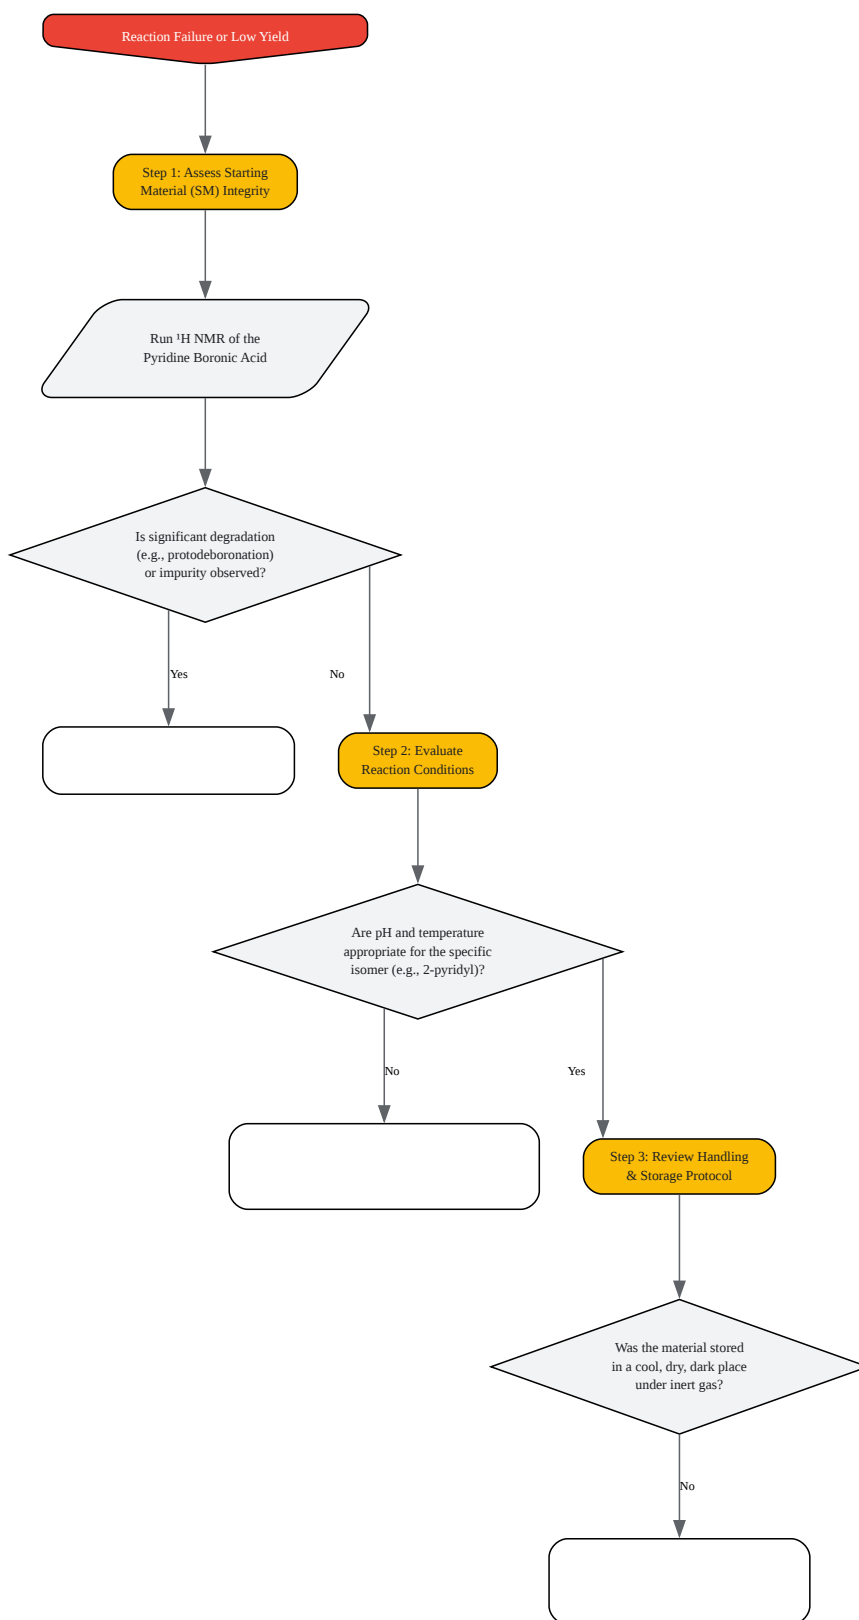 Reaction Failure or Low Yield
Step 1: Assess Starting
Material (SM) Integrity
Run ¹H NMR of the
Pyridine Boronic Acid
Is significant degradation
(e.g., protodeboronation)
or impurity observed?
Yes
No
Step 2: Evaluate
Reaction Conditions
Are pH and temperature
appropriate for the specific
isomer (e.g., 2-pyridyl)?
No
Yes
Step 3: Review Handling
& Storage Protocol
Was the material stored
in a cool, dry, dark place
under inert gas?
No